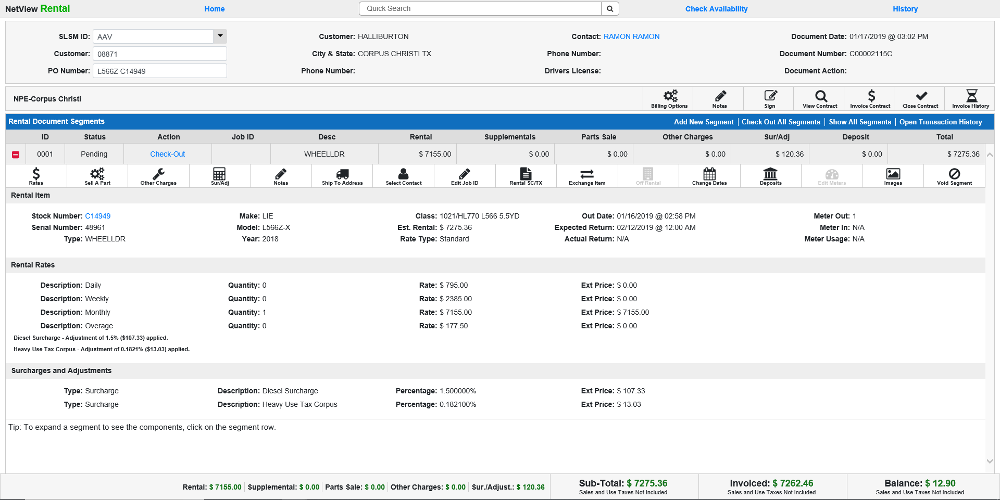 NetView Rental Home Quick Search Check Availability History
SLSM ID: AAV Customer: HALLIBURTON Contact: RAMON RAMON Document Date: 01/17/2019 @ 03:02 PM
Customer: 08871 City & State: CORPUS CHRISTI TX Phone Number: Document Number: C00002115C
PO Number: L566Z C14949 Phone Number: Drivers License: Document Action:
NPE-Corpus Christi
Billing Options Notes Sign View Contract Invoice Contract Close Contract Invoice History
Rental Document Segments Add New Segment Check Out All Segments Show All Segments Open Transaction History
ID Status Action Job ID Desc Rental Supplementals Parts Sale Other Charges Sur/Adj Deposit Total
0001 Pending Check-Out WHEELLDR $ 7155.00 $ 0.00 $ 0.00 $ 0.00 $ 120.36 $ 0.00 $ 7275.36
Rates Sell A Part Other Charges Sur/Adj Notes Ship To Address Select Contact Edit Job ID Rental SC/TX Exchange Item Off Rental Change Dates Deposits Edit Meters Images Void Segment
Rental Item
Stock Number: C14949 Make: LIE Class: 1021/HL770 L566 5.5YD Out Date: 01/16/2019 @ 02:58 PM Meter Out: 1
Serial Number: 48961 Model: L566Z-X Est. Rental: $ 7275.36 Expected Return: 02/12/2019 @ 12:00 AM Meter In: N/A
Type: WHEELLDR Year: 2018 Rate Type: Standard Actual Return: N/A Meter Usage: N/A
Rental Rates
Description: Daily Quantity: 0 Rate: $ 795.00 Ext Price: $ 0.00
Description: Weekly Quantity: 0 Rate: $ 2385.00 Ext Price: $ 0.00
Description: Monthly Quantity: 1 Rate: $ 7155.00 Ext Price: $ 7155.00
Description: Overage Quantity: 0 Rate: $ 177.50 Ext Price: $ 0.00
Diesel Surcharge - Adjustment of 1.5% ($107.33) applied.
Heavy Use Tax Corpus - Adjustment of 0.1821% ($13.03) applied.
Surcharges and Adjustments
Type: Surcharge Description: Diesel Surcharge Percentage: 1.500000% Ext Price: $ 107.33
Type: Surcharge Description: Heavy Use Tax Corpus Percentage: 0.182100% Ext Price: $ 13.03
Tip: To expand a segment to see the components, click on the segment row.
Rental: $ 7155.00 Supplemental: $ 0.00 Parts Sale: $ 0.00 Other Charges: $ 0.00 Sur./Adjust.: $ 120.36 Sub-Total: $ 7275.36 Invoiced: $ 7262.46 Balance: $ 12.90
Sales and Use Taxes Not Included Sales and Use Taxes Not Included Sales and Use Taxes Not Included